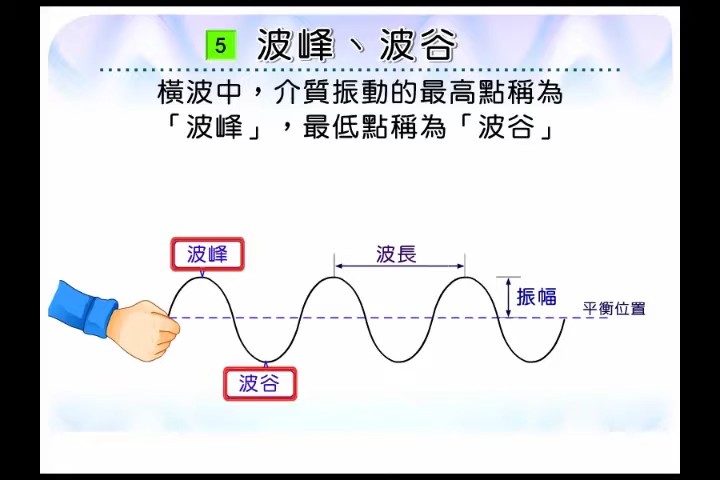 5 波峰、波谷
橫波中，介質振動的最高點稱為
「波峰」，最低點稱為「波谷」
波峰
波長
振幅
平衡位置
波谷